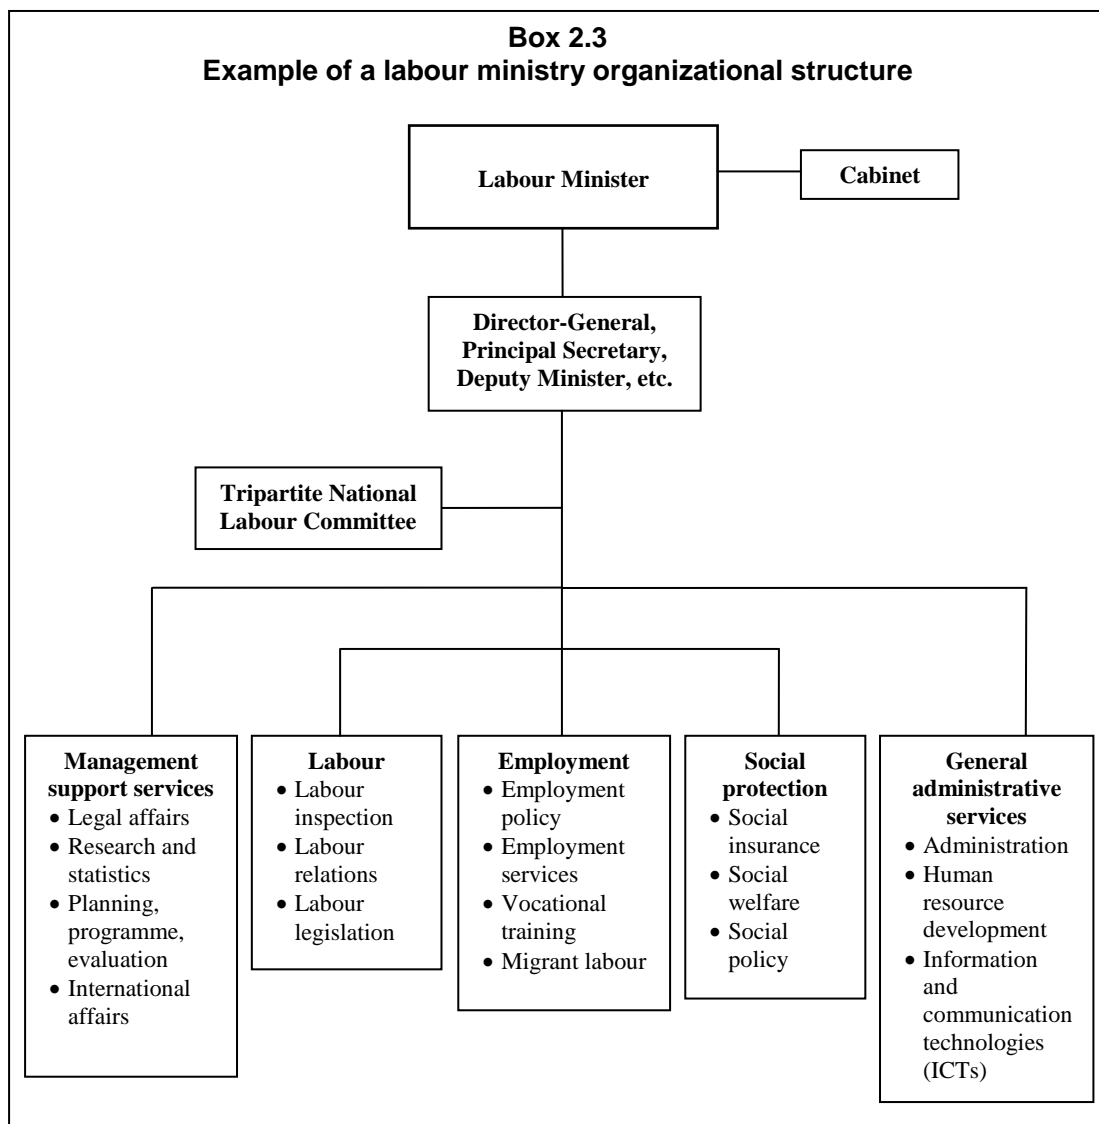 Box 2.3
Example of a labour ministry organizational structure
Labour Minister
Cabinet
Director-General,
Principal Secretary,
Deputy Minister, etc.
Tripartite National
Labour Committee
Management
support services
• Legal affairs
• Research and
statistics
• Planning,
programme,
evaluation
• International
affairs
Labour
• Labour
inspection
• Labour
relations
• Labour
legislation
Employment
• Employment
policy
• Employment
services
• Vocational
training
• Migrant labour
Social
protection
• Social
insurance
• Social
welfare
• Social
policy
General
administrative
services
• Administration
• Human
resource
development
• Information
and
communication
technologies
(ICTs)